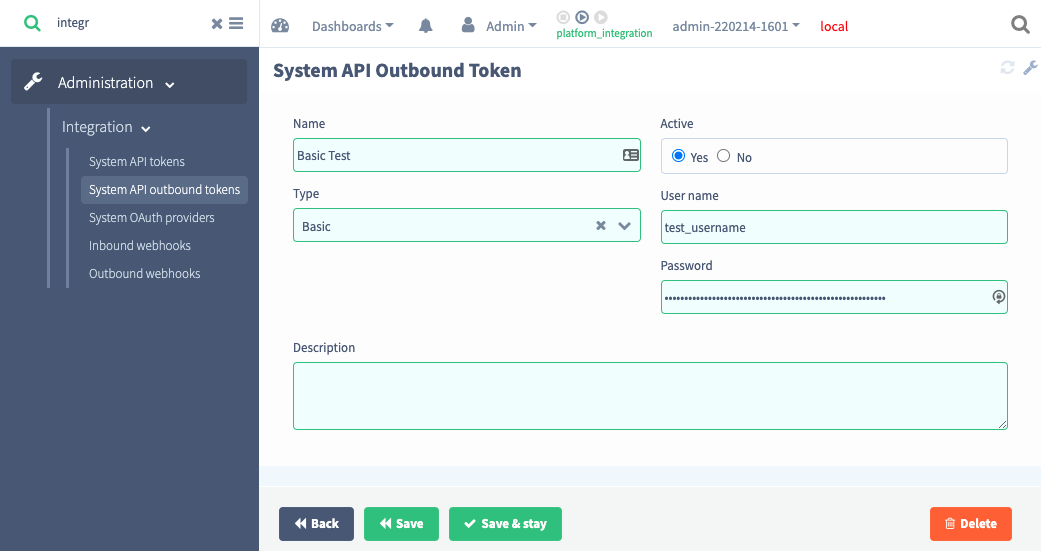 integr
Dashboards
Admin
platform_integration
admin-220214-1601
local
Administration
Integration
System API tokens
System API outbound tokens
System OAuth providers
Inbound webhooks
Outbound webhooks
System API Outbound Token
Name
Active
Basic Test
Yes No
Type
User name
Basic
test_username
Password
Description
Back
Save
Save & stay
Delete